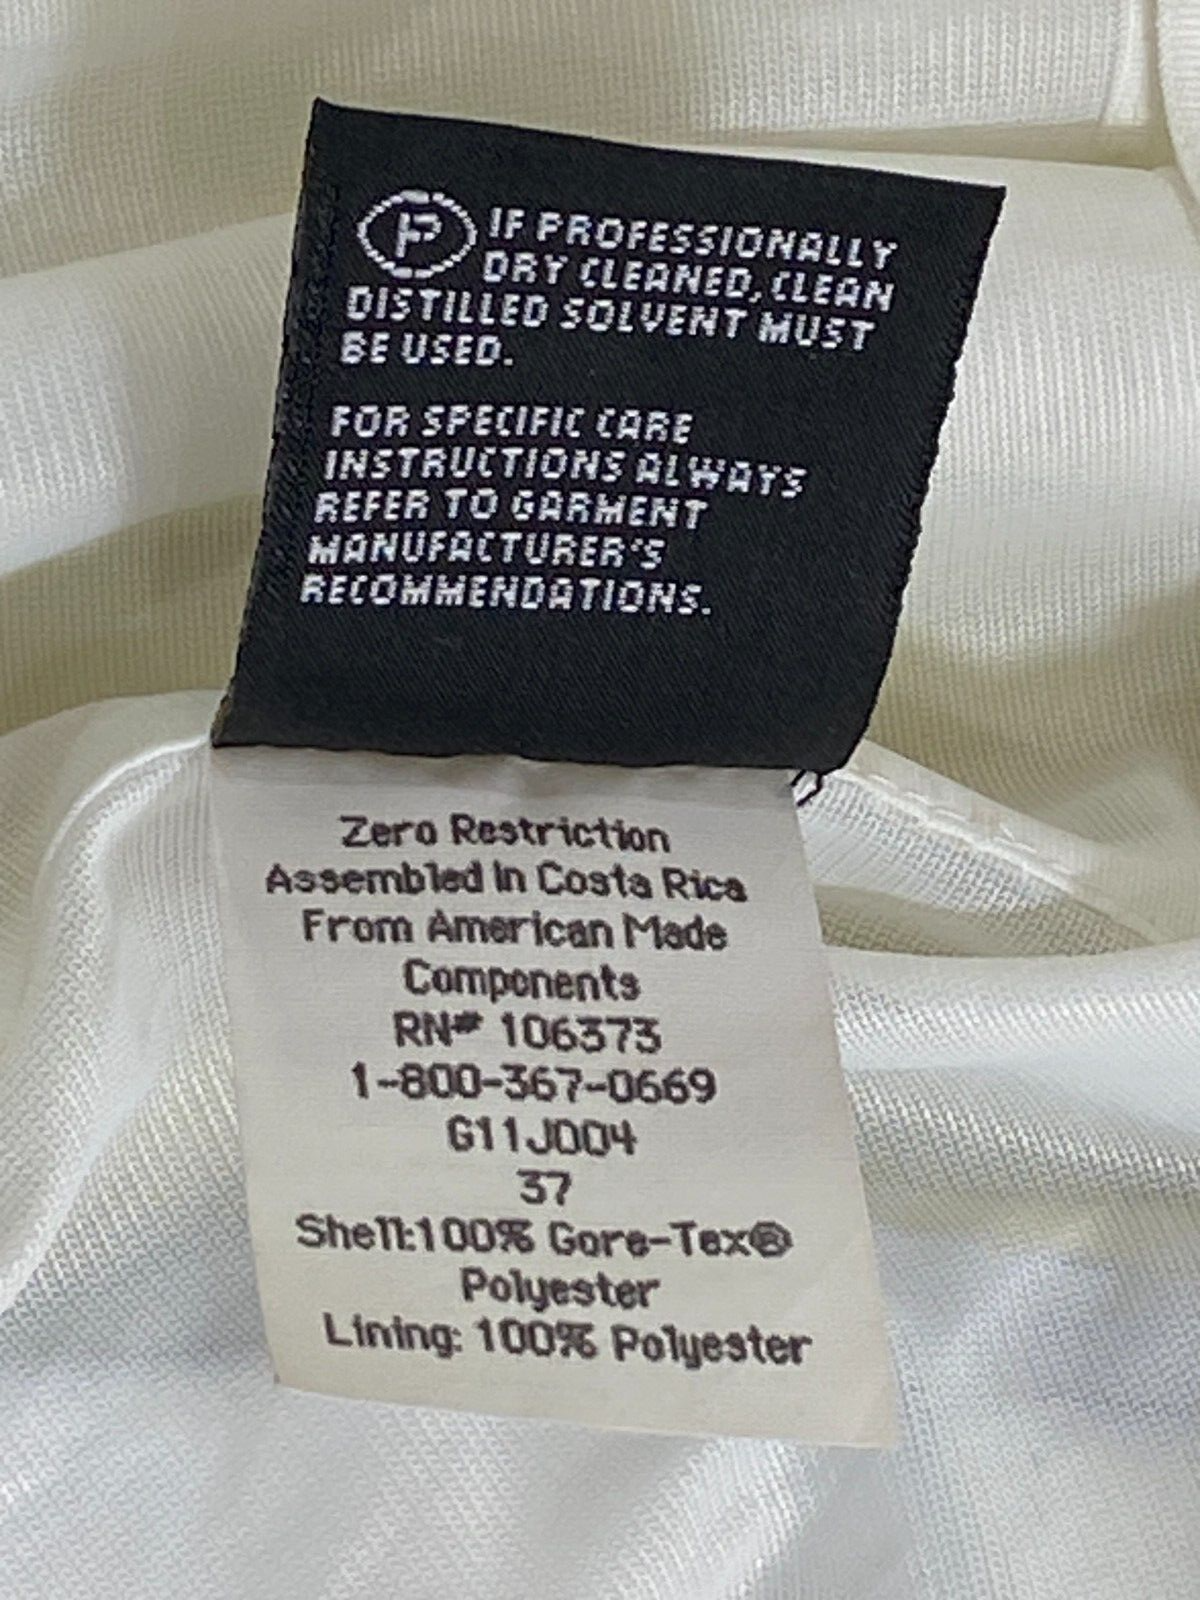 P IF PROFESSIONALLY
DRY CLEANED, CLEAN
DISTILLED SOLVENT MUST
BE USED.
FOR SPECIFIC CARE
INSTRUCTIONS ALWAYS
REFER TO GARMENT
MANUFACTURER'S
RECOMMENDATIONS.
Zero Restriction
Assembled In Costa Rica
From American Made
Components
RN# 106373
1-800-367-0669
G11J004
37
Shell:100% Gore-Tex®
Polyester
Lining: 100% Polyester